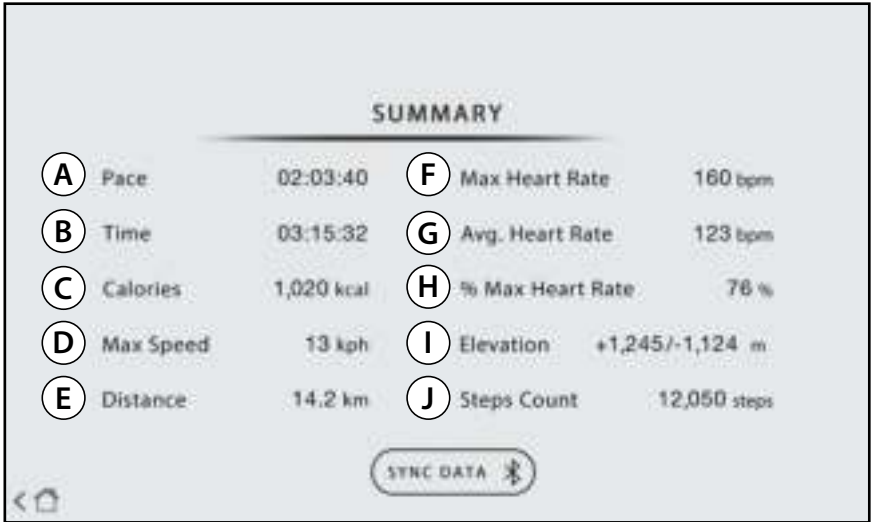 SUMMARY
A Pace 02:03:40 F Max Heart Rate 160 bpm
B Time 03:15:32 G Avg. Heart Rate 123 bpm
C Calories 1,020 kcal H % Max Heart Rate 76 %
D Max Speed 13 kph I Elevation +1,245/-1,124 m
E Distance 14.2 km J Steps Count 12,050 steps
SYNC DATA